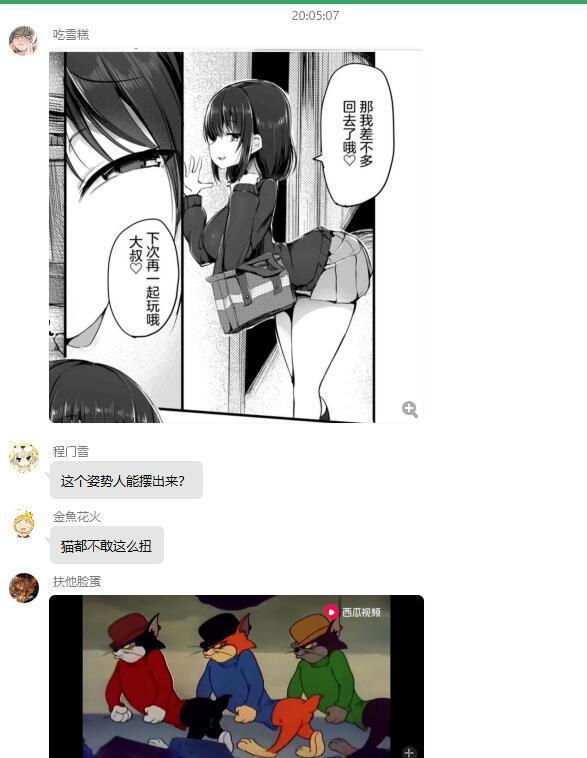 20:05:07
吃雪糕
那我差不多
回去了哦♡
下次再一起玩哦
大叔♡
程门雪
这个姿势人能摆出来?
金魚花火
猫都不敢这么扭
扶他脸蛋
西瓜视频